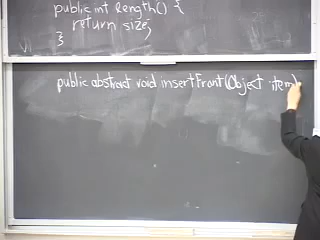 public int length() {
return size;
}
public abstract void insertFront(Object item)